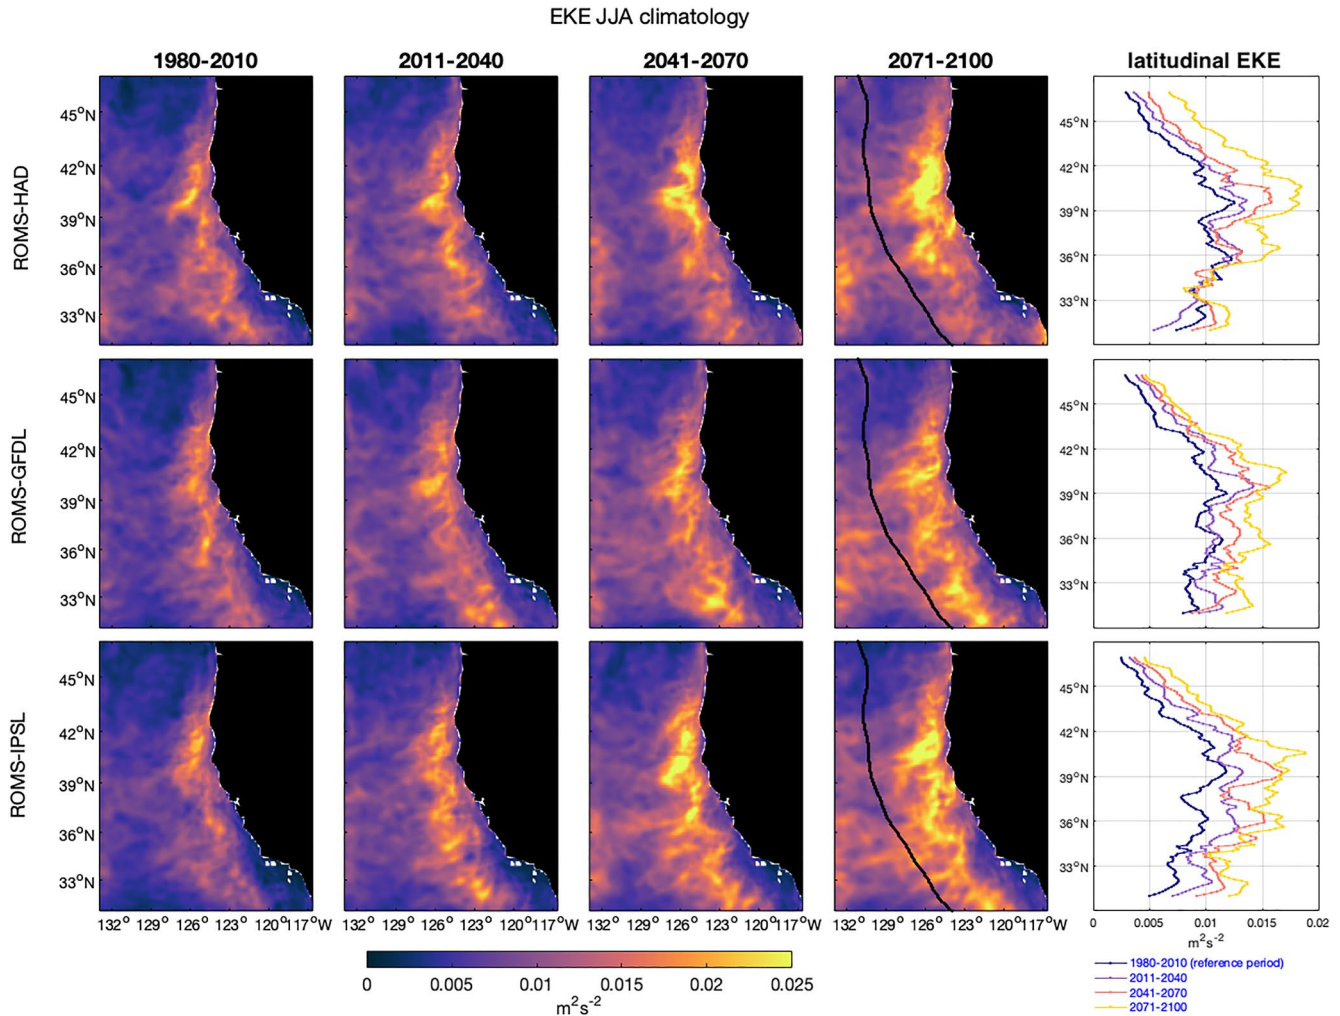 EKE JJA climatology
1980-2010 2011-2040 2041-2070 2071-2100 latitudinal EKE
ROMS-HAD
45°N
42°N
39°N
36°N
33°N
45°N
42°N
39°N
36°N
33°N
ROMS-GFDL
45°N
42°N
39°N
36°N
33°N
45°N
42°N
39°N
36°N
33°N
ROMS-IPSL
45°N
42°N
39°N
36°N
33°N
45°N
42°N
39°N
36°N
33°N
132° 129° 126° 123° 120° 117°W 132° 129° 126° 123° 120° 117°W 132° 129° 126° 123° 120° 117°W 132° 129° 126° 123° 120° 117°W
0 0.005 0.01 0.015 0.02
m²s⁻²
0 0.005 0.01 0.015 0.02 0.025
m²s⁻²
1980-2010 (reference period)
2011-2040
2041-2070
2071-2100